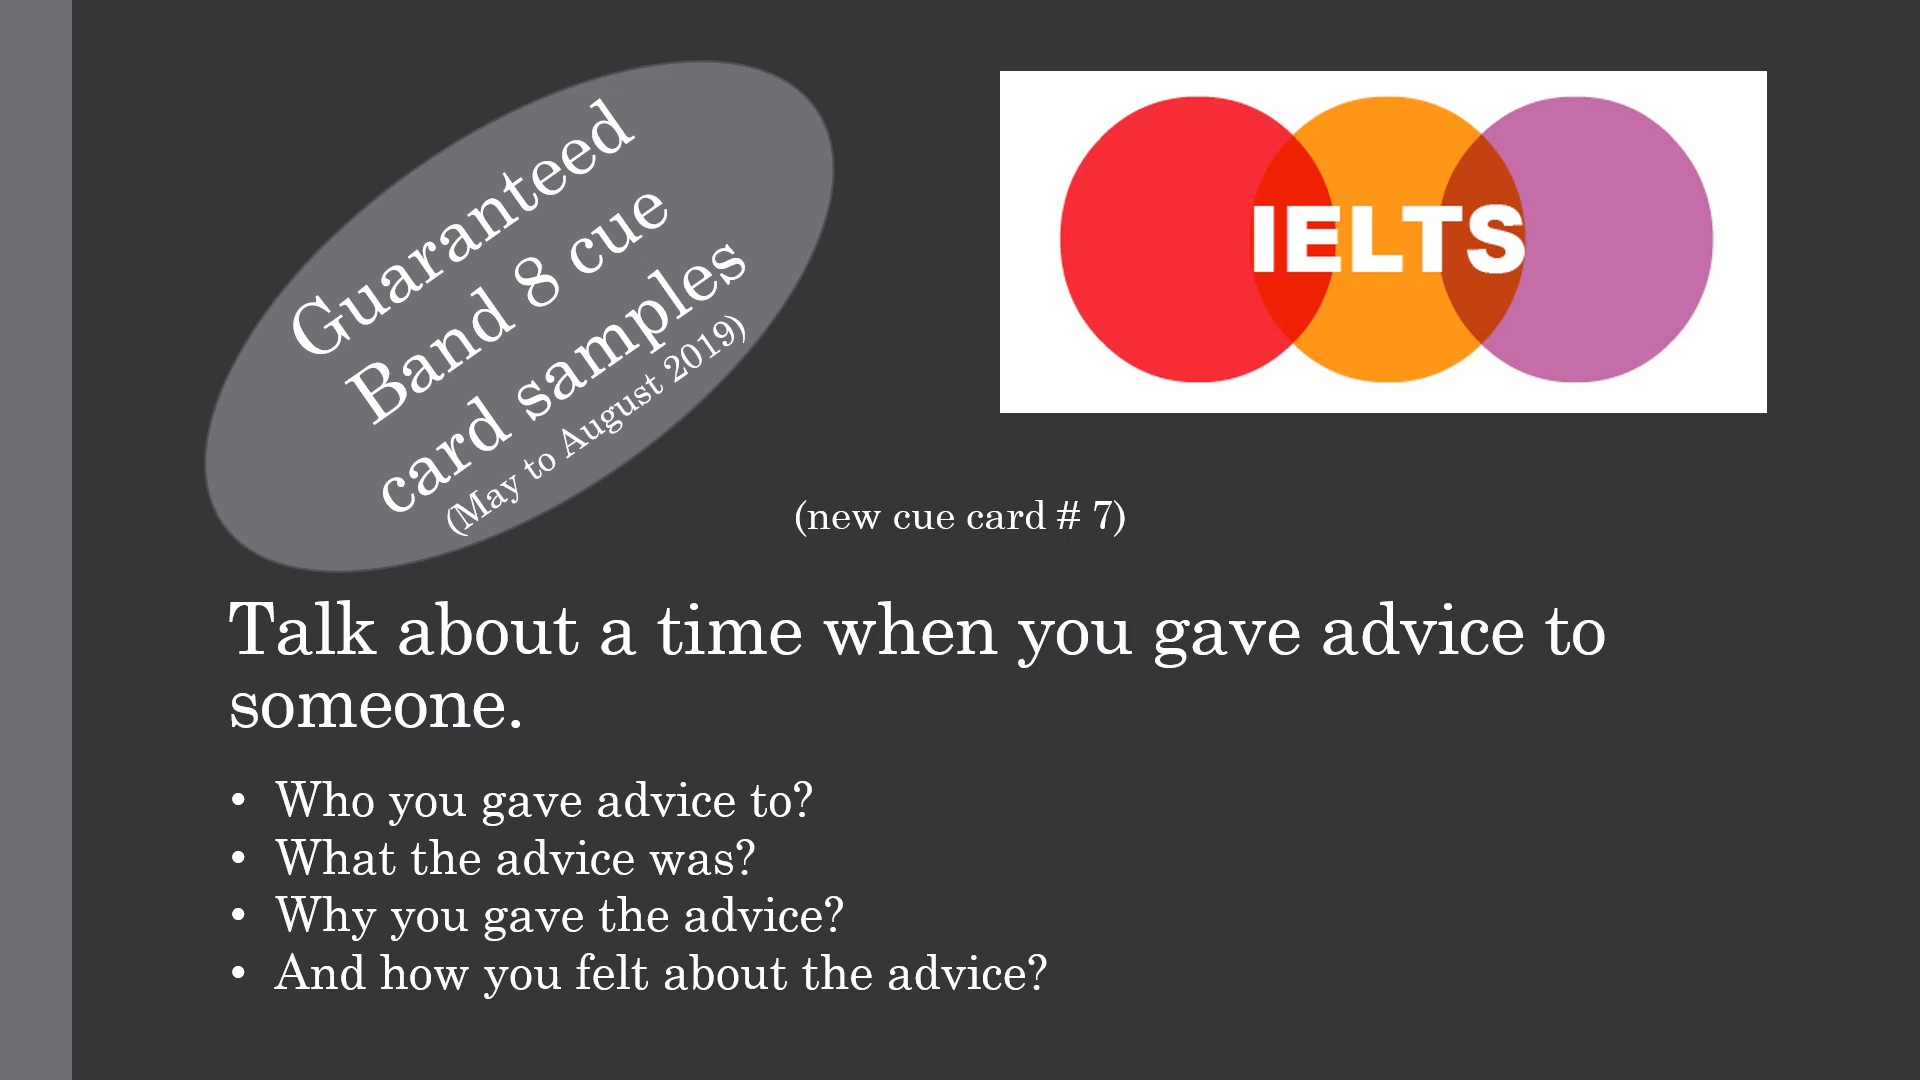 Guaranteed
Band 8 cue
card samples
(May to August 2019)
IELTS
(new cue card # 7)
Talk about a time when you gave advice to
someone.
• Who you gave advice to?
• What the advice was?
• Why you gave the advice?
• And how you felt about the advice?